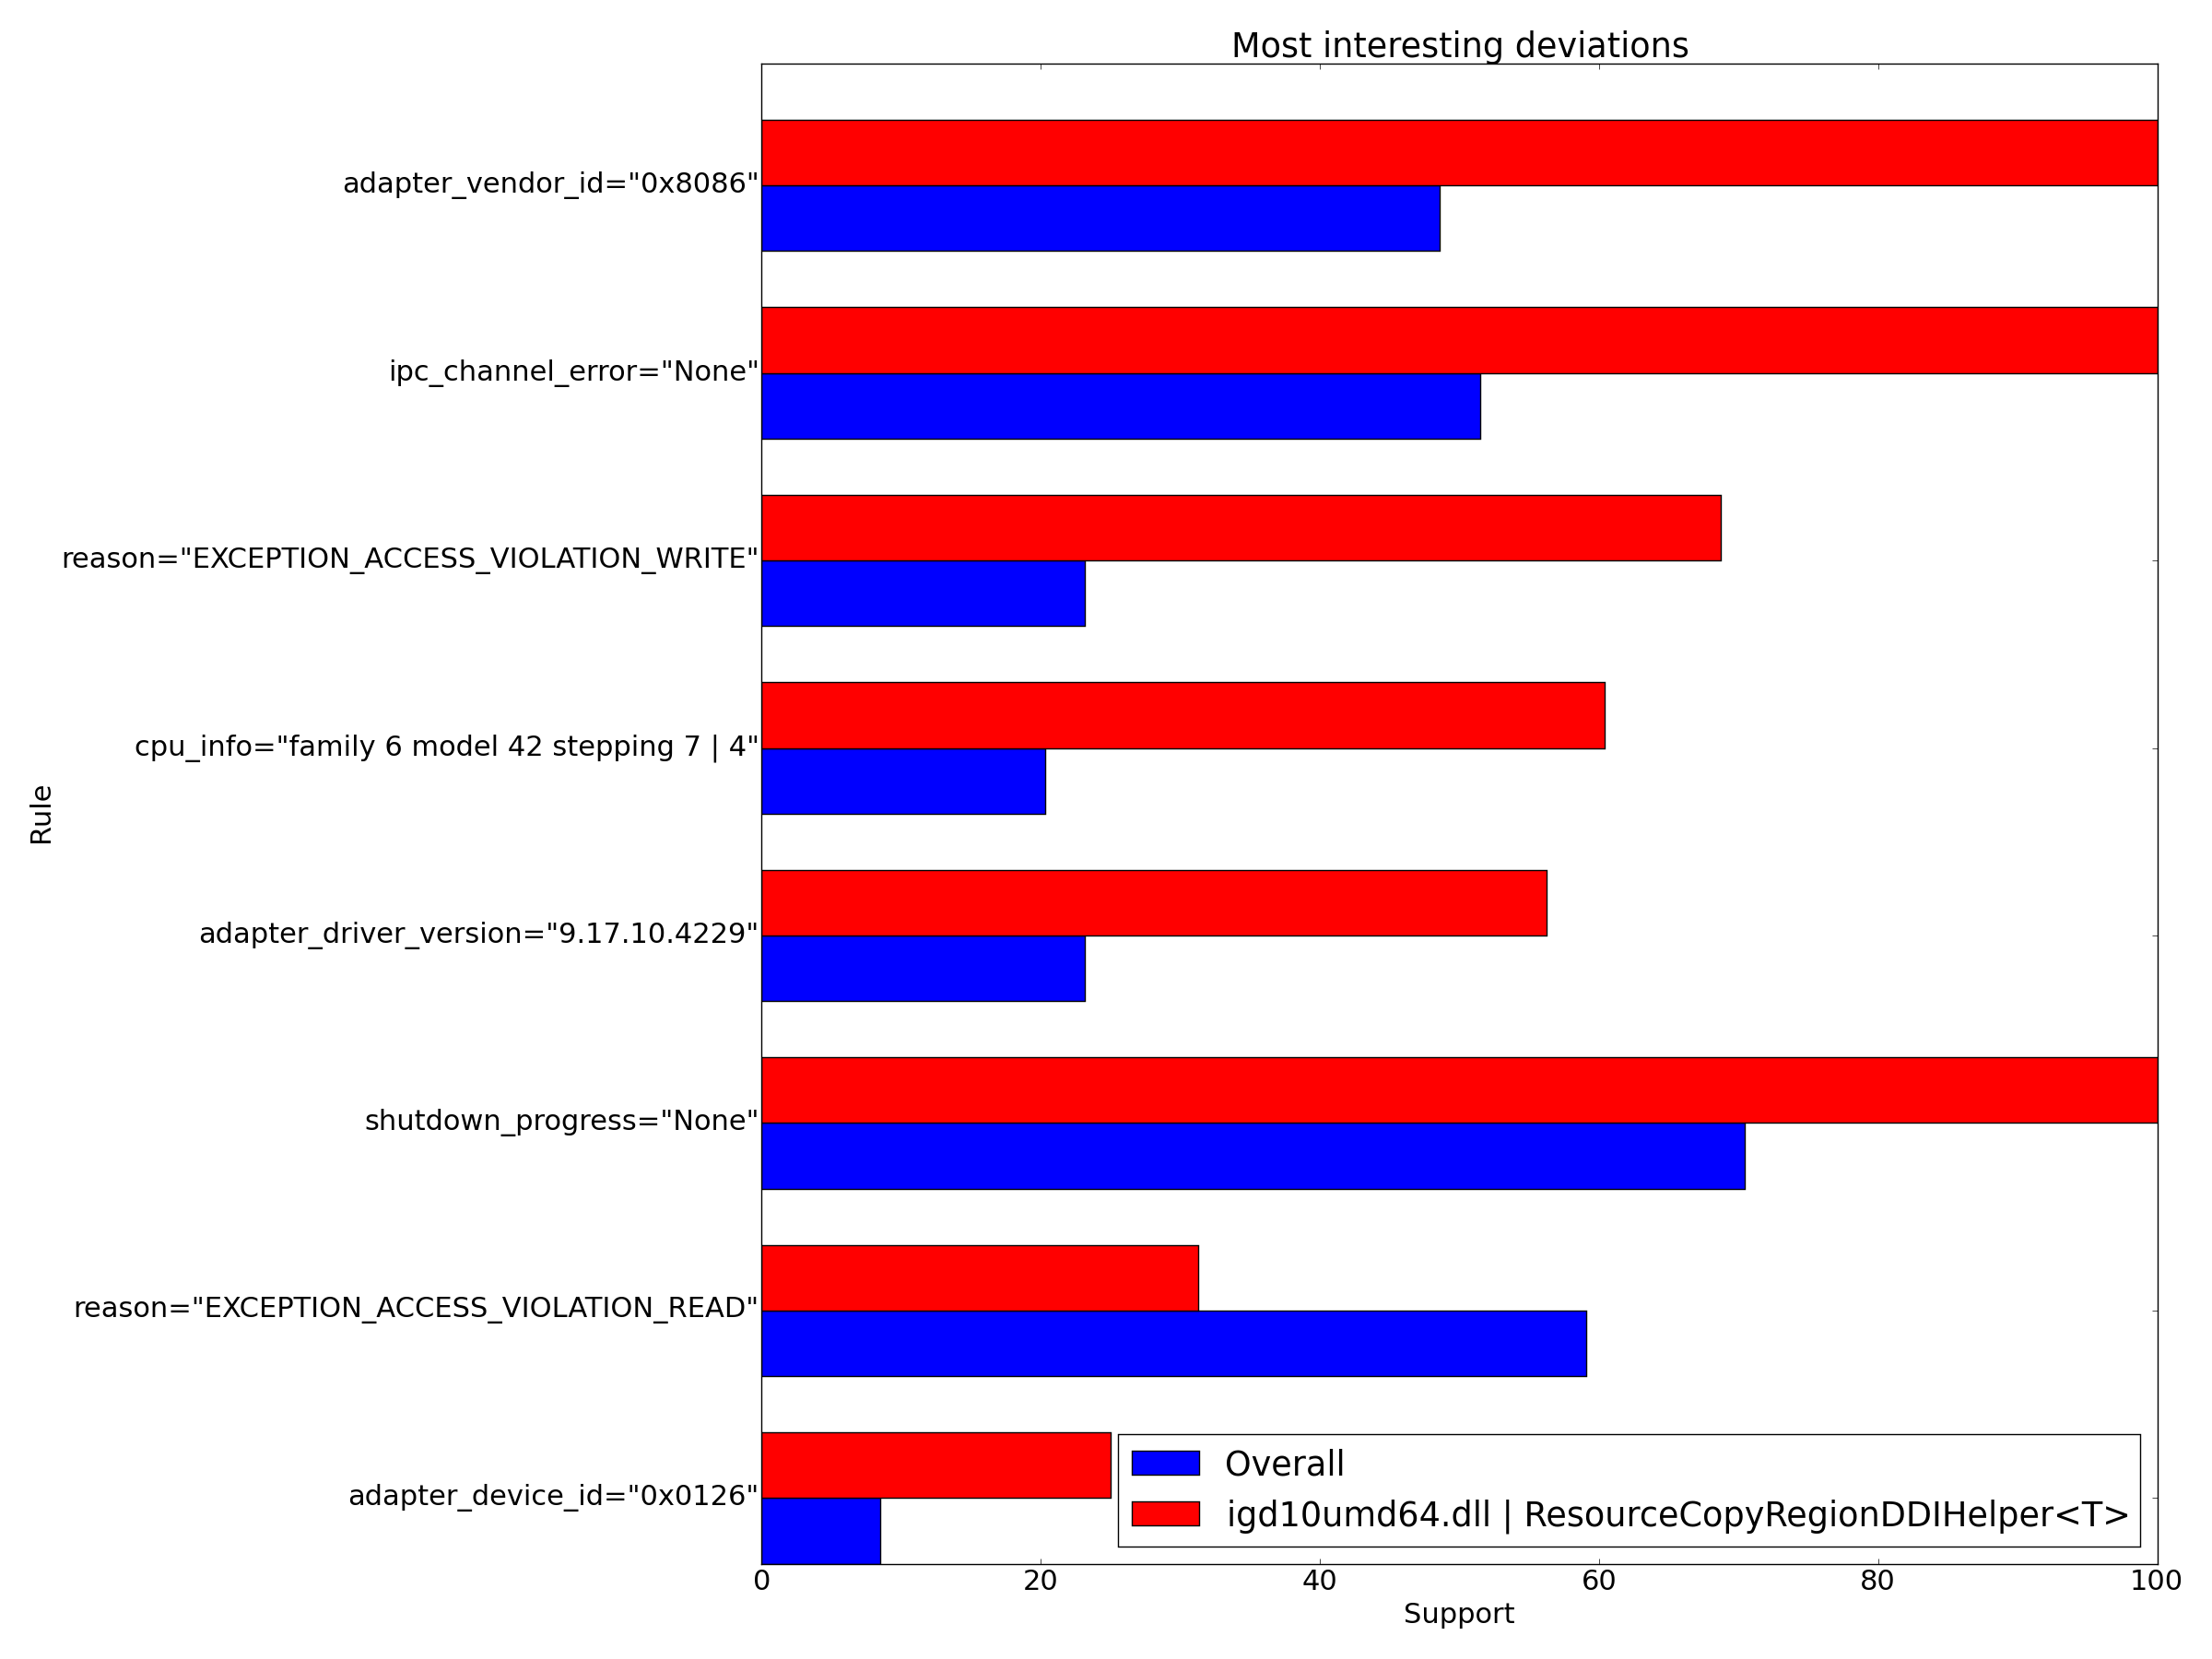 Most interesting deviations
adapter_vendor_id="0x8086"
ipc_channel_error="None"
reason="EXCEPTION_ACCESS_VIOLATION_WRITE"
cpu_info="family 6 model 42 stepping 7 | 4"
adapter_driver_version="9.17.10.4229"
shutdown_progress="None"
reason="EXCEPTION_ACCESS_VIOLATION_READ"
adapter_device_id="0x0126"
Rule
Overall
igd10umd64.dll | ResourceCopyRegionDDIHelper<T>
0 20 40 60 80 100
Support